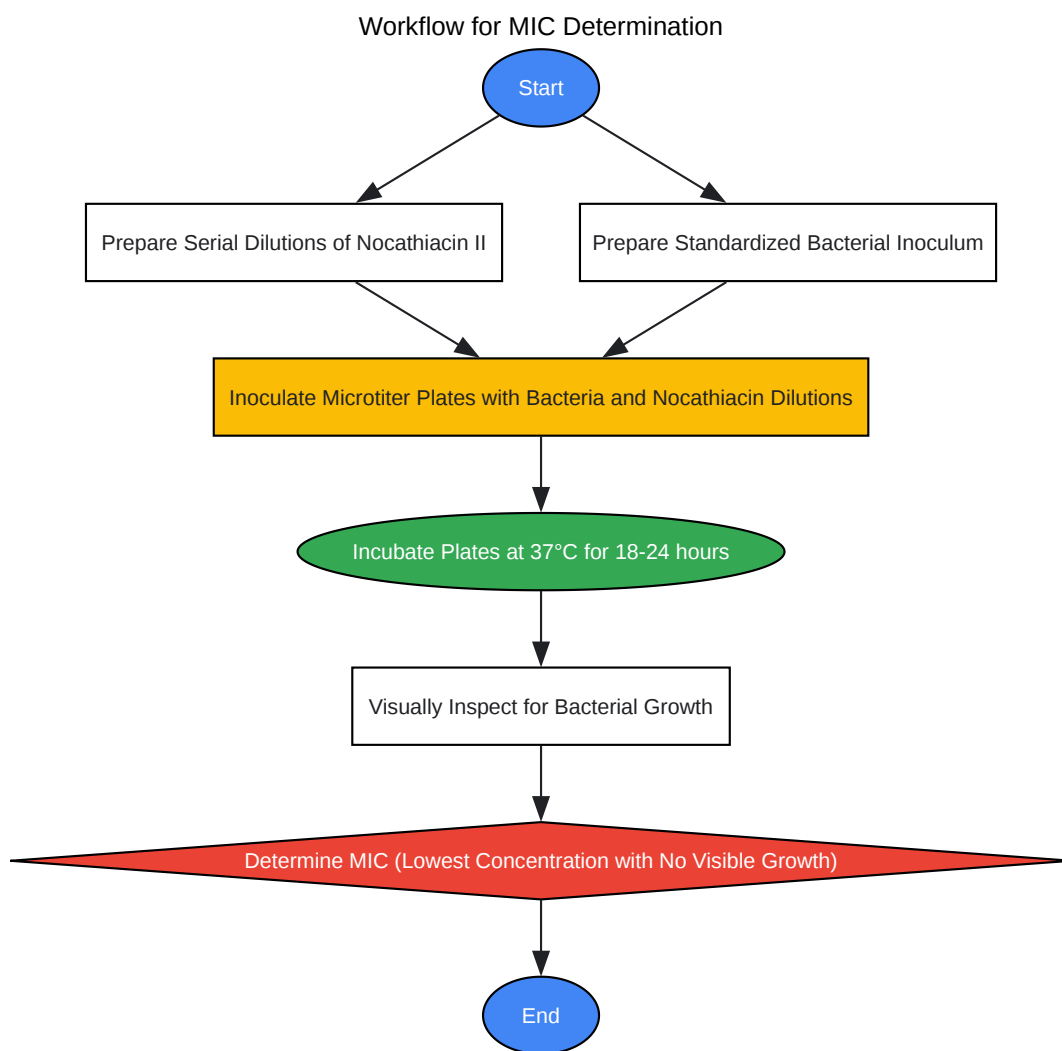 Workflow for MIC Determination
Start
Prepare Serial Dilutions of Nocathiacin II
Prepare Standardized Bacterial Inoculum
Inoculate Microtiter Plates with Bacteria and Nocathiacin Dilutions
Incubate Plates at 37°C for 18-24 hours
Visually Inspect for Bacterial Growth
Determine MIC (Lowest Concentration with No Visible Growth)
End